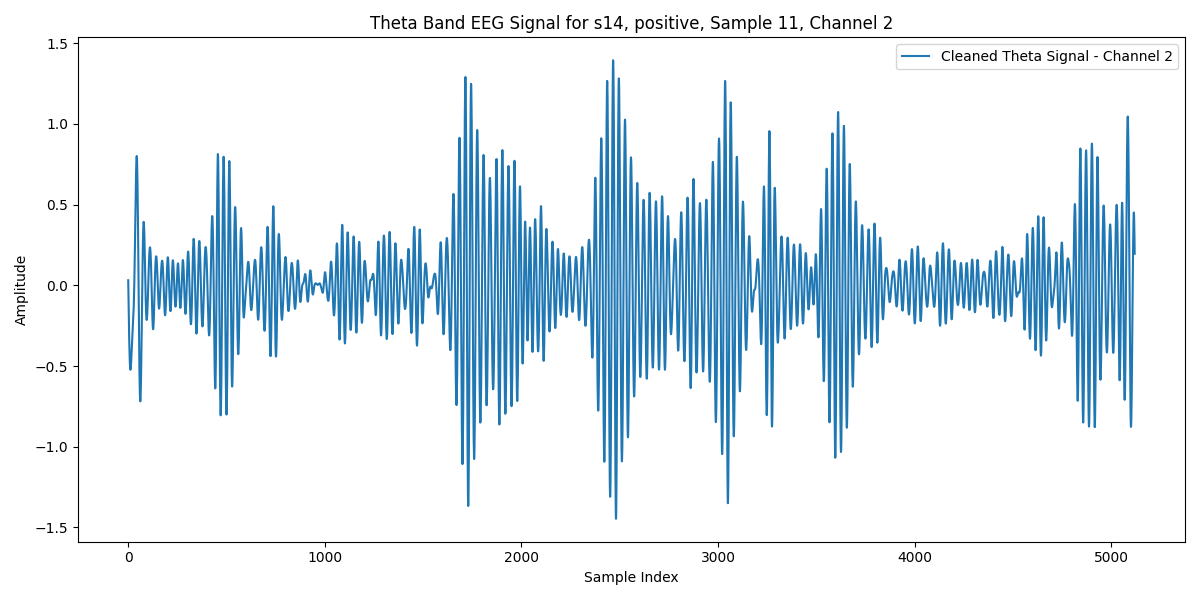 Theta Band EEG Signal for s14, positive, Sample 11, Channel 2
Cleaned Theta Signal - Channel 2
1.5
1.0
0.5
0.0
−0.5
−1.0
−1.5
Amplitude
0 1000 2000 3000 4000 5000
Sample Index